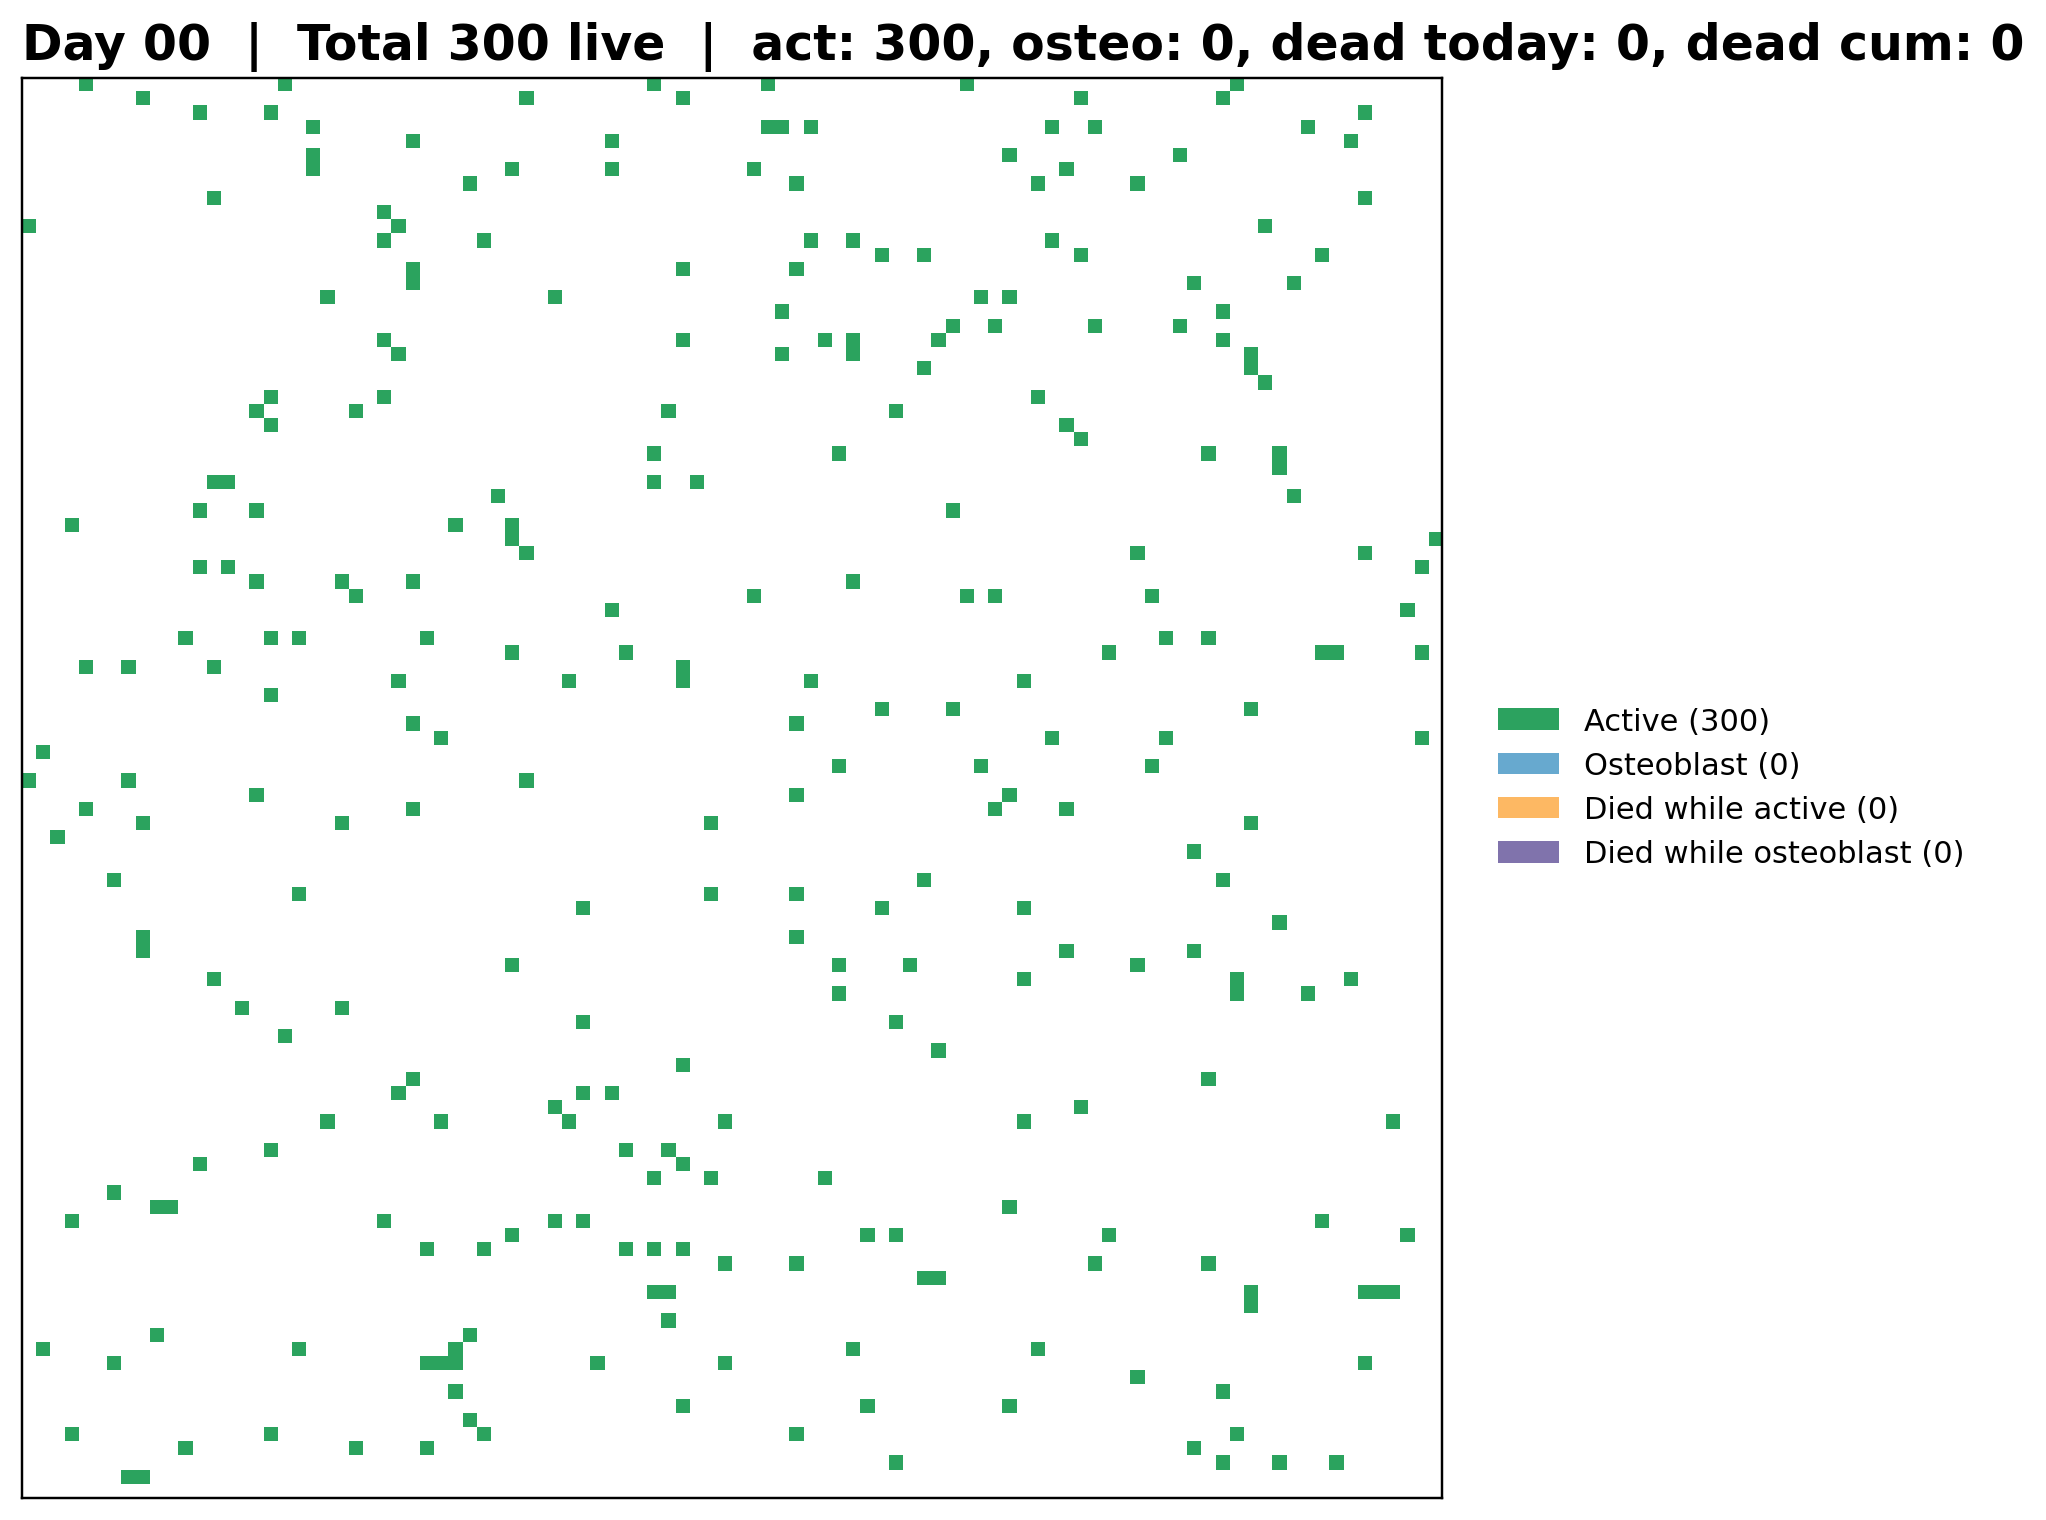 Day 00 | Total 300 live | act: 300, osteo: 0, dead today: 0, dead cum: 0
Active (300)
Osteoblast (0)
Died while active (0)
Died while osteoblast (0)